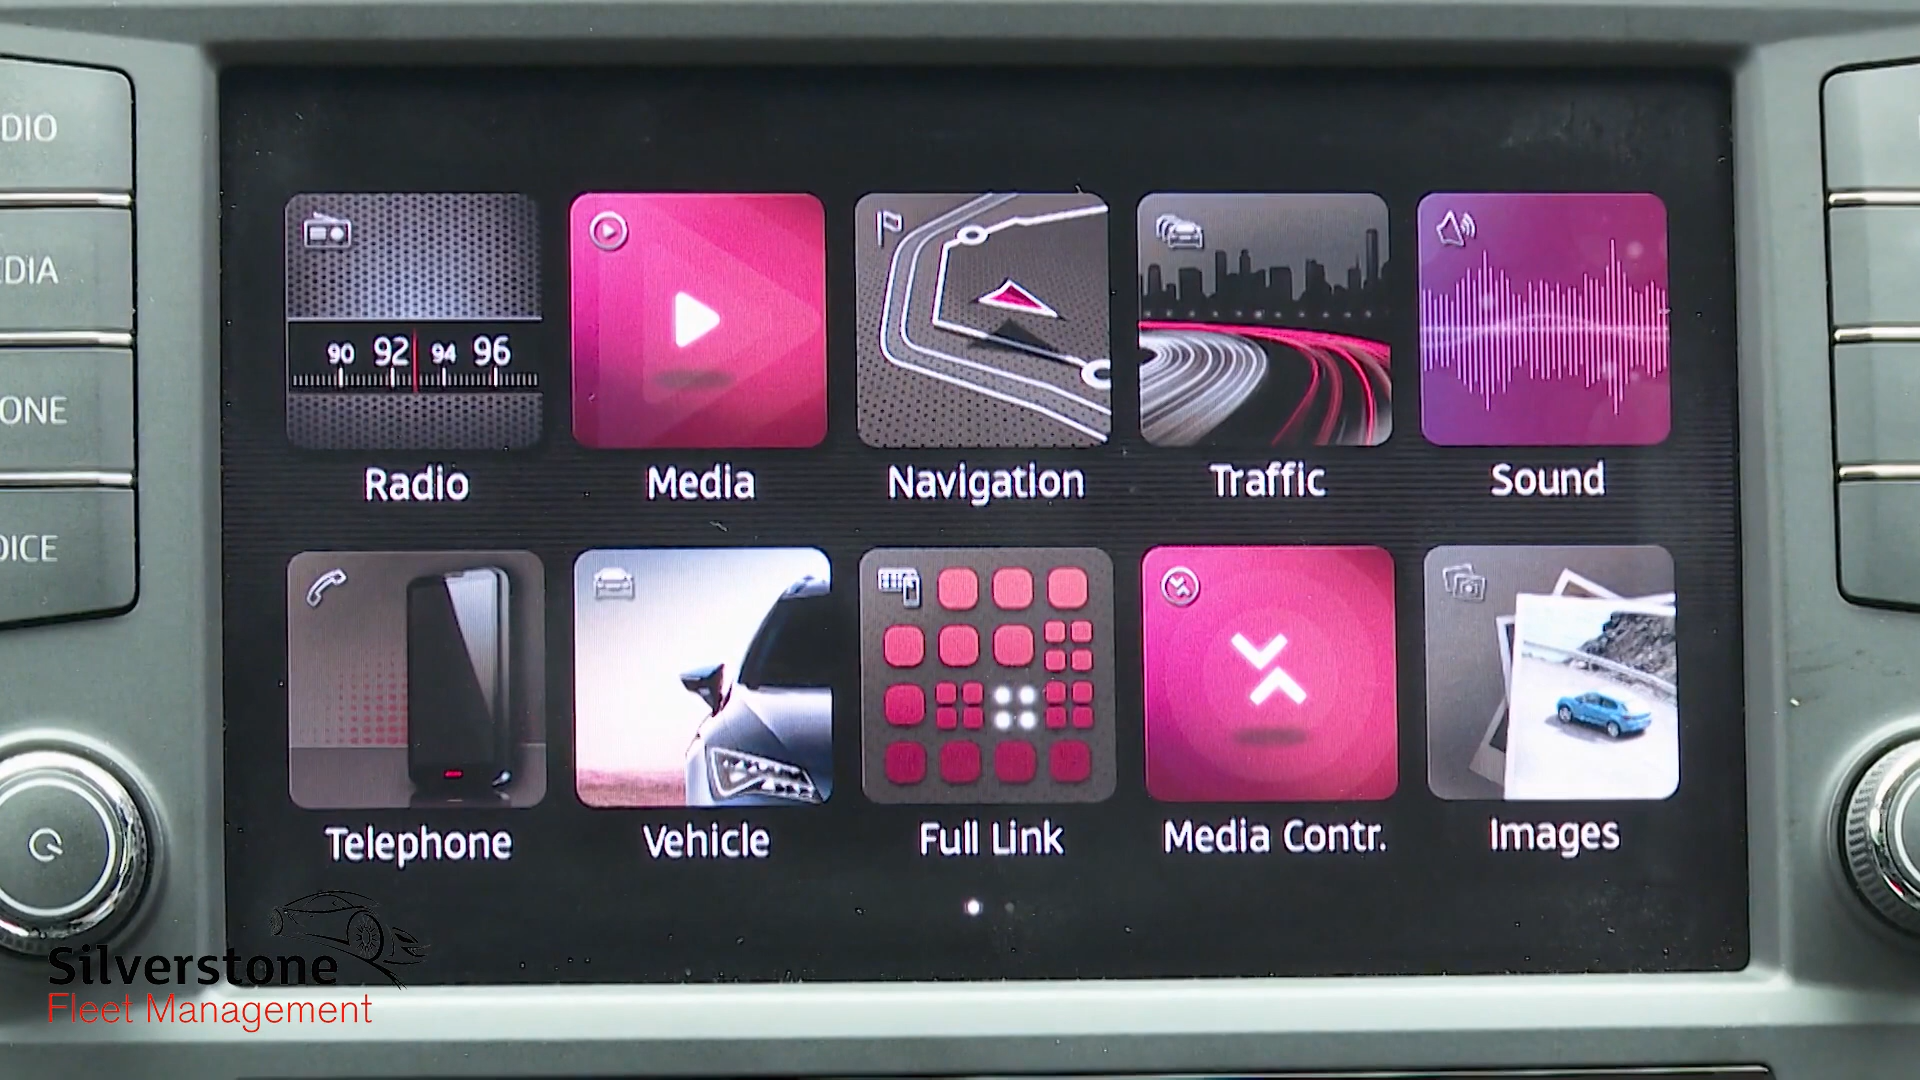 DIO
EDIA
ONE
OICE
90 92 94 96
Radio
Media
Navigation
Traffic
Sound
Telephone
Vehicle
Full Link
Media Contr.
Images
Silverstone
Fleet Management